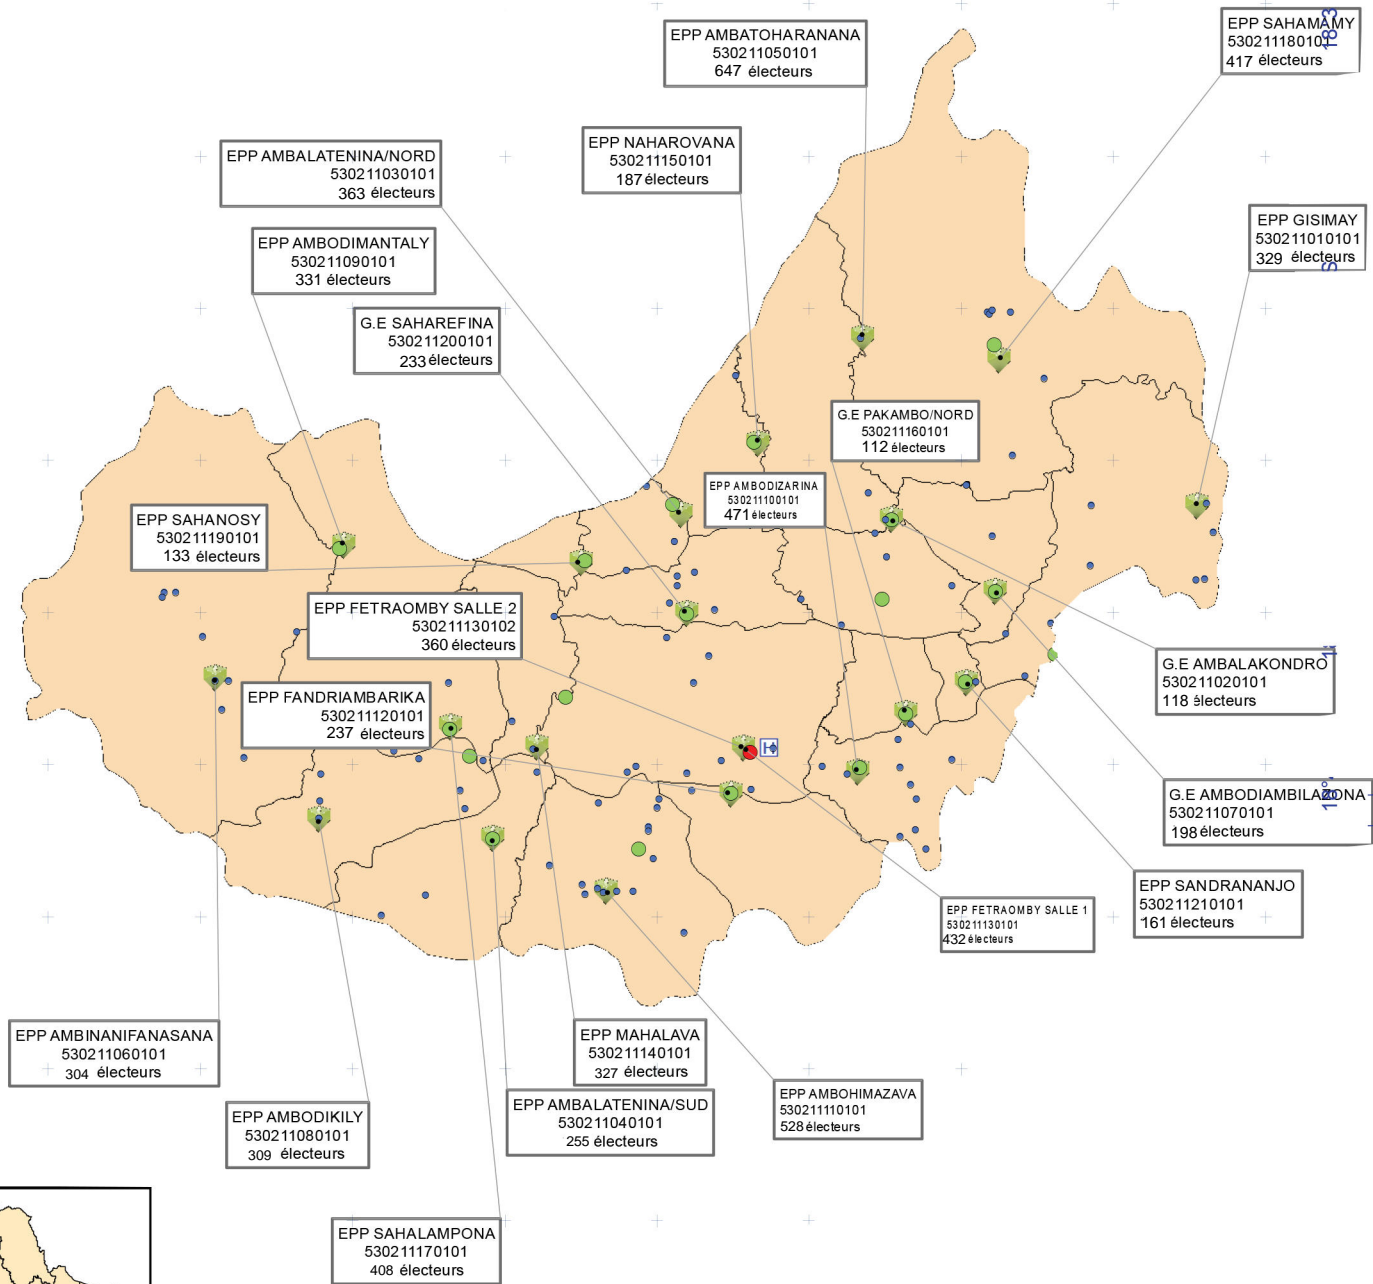 EPP AMBATOHARANANA
530211050101
647 électeurs
EPP SAHAMAMY
530211180101
417 électeurs
18°3
EPP NAHAROVANA
530211150101
187 électeurs
EPP AMBALATENINA/NORD
530211030101
363 électeurs
EPP GISIMAY
530211010101
329 électeurs
S
EPP AMBODIMANTALY
530211090101
331 électeurs
G.E SAHAREFINA
530211200101
233 électeurs
G.E PAKAMBO/NORD
530211160101
112 électeurs
EPP AMBODIZARINA
530211100101
471 électeurs
EPP SAHANOSY
530211190101
133 électeurs
EPP FETRAOMBY SALLE 2
530211130102
360 électeurs
G.E AMBALAKONDRO
530211020101
118 électeurs
EPP FANDRIAMBARIKA
530211120101
237 électeurs
H
G.E AMBODIAMBILAZONA
530211070101
198 électeurs
EPP SANDRANANJO
530211210101
161 électeurs
EPP FETRAOMBY SALLE 1
530211130101
432 électeurs
EPP AMBINANIFANASANA
530211060101
304 électeurs
EPP MAHALAVA
530211140101
327 électeurs
EPP AMBOHIMAZAVA
530211110101
528 électeurs
EPP AMBALATENINA/SUD
530211040101
255 électeurs
EPP AMBODIKILY
530211080101
309 électeurs
EPP SAHALAMPONA
530211170101
408 électeurs